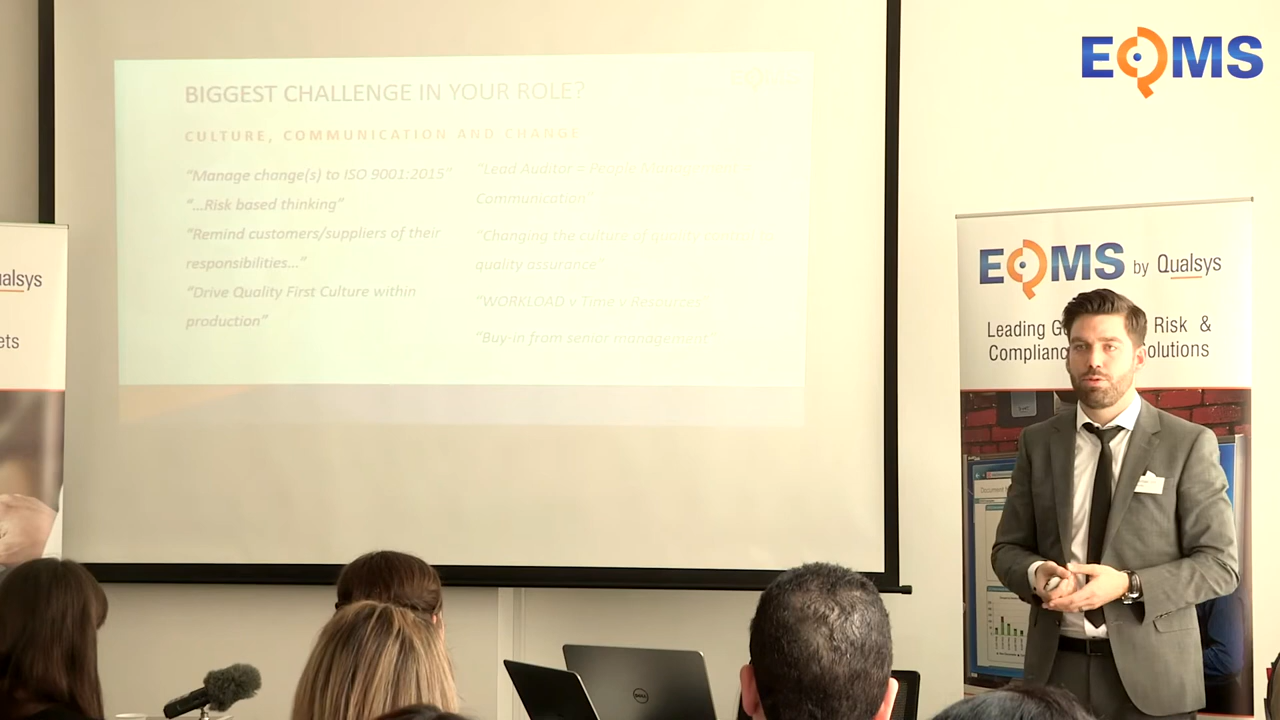 EQMS
BIGGEST CHALLENGE IN YOUR ROLE?
CULTURE, COMMUNICATION AND CHANGE
"Manage change(s) to ISO 9001:2015"
"...Risk based thinking"
"Remind customers/suppliers of their
responsibilities..."
"Drive Quality First Culture within
production"
"Lead Auditor = People Management
Communication"
"Changing the culture of quality
quality assurance"
"WORKLOAD v Time v Resources"
"Buy-in from senior management"
ualsys
ets
EQMS by Qualsys
Leading G Risk &
Complianc olutions
Document
DELL